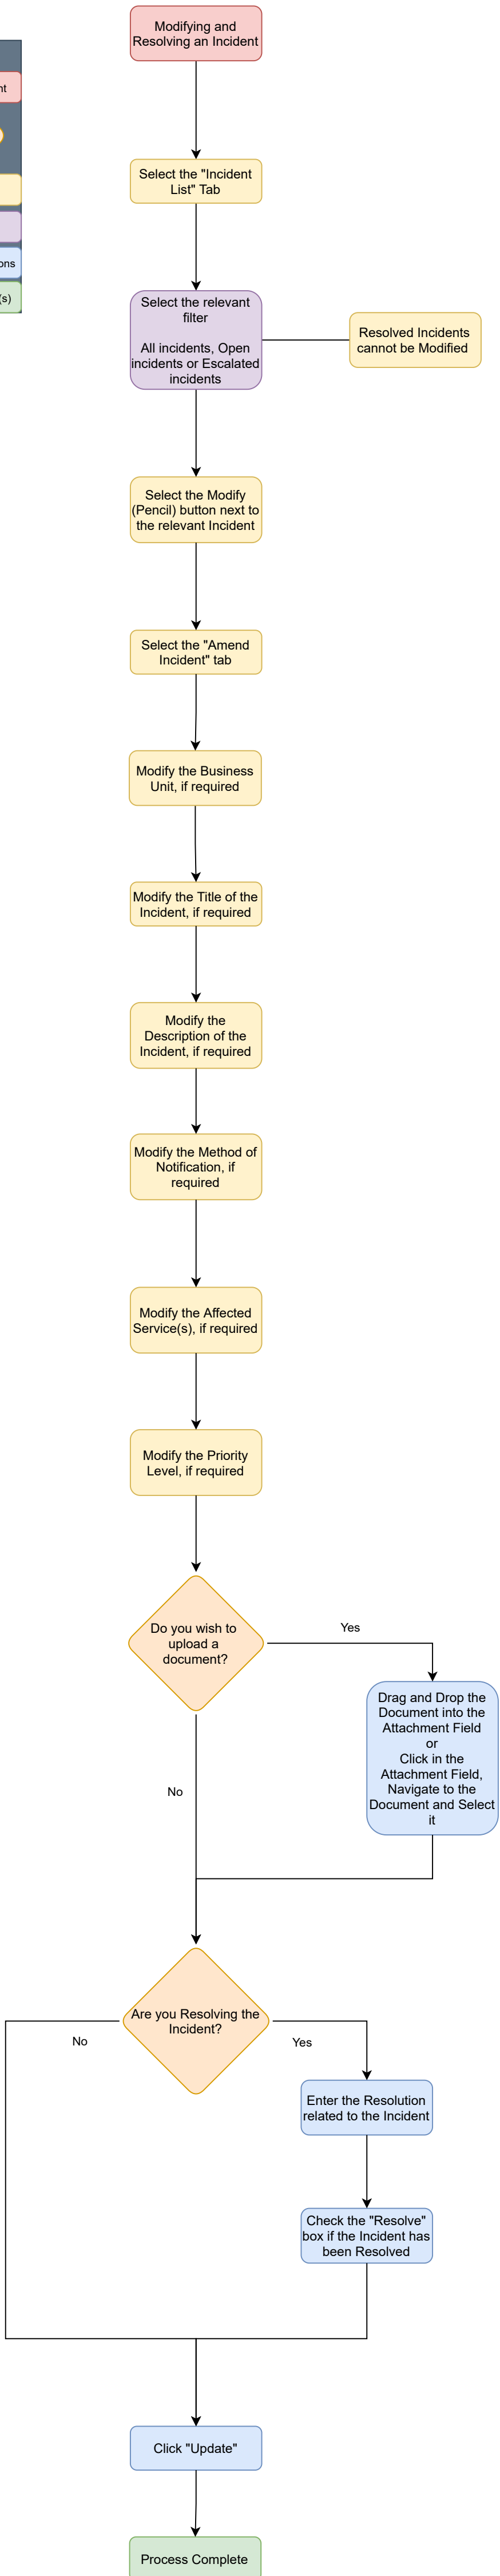 Modifying and
Resolving an Incident
nt
Select the "Incident
List" Tab
ons
(s)
Select the relevant
filter
All incidents, Open
incidents or Escalated
incidents
Resolved Incidents
cannot be Modified
Select the Modify
(Pencil) button next to
the relevant Incident
Select the "Amend
Incident" tab
Modify the Business
Unit, if required
Modify the Title of the
Incident, if required
Modify the
Description of the
Incident, if required
Modify the Method of
Notification, if
required
Modify the Affected
Service(s), if required
Modify the Priority
Level, if required
Do you wish to
upload a
document?
Yes
Drag and Drop the
Document into the
Attachment Field
or
Click in the
Attachment Field,
Navigate to the
Document and Select
it
No
Are you Resolving the
Incident?
No
Yes
Enter the Resolution
related to the Incident
Check the "Resolve"
box if the Incident has
been Resolved
Click "Update"
Process Complete